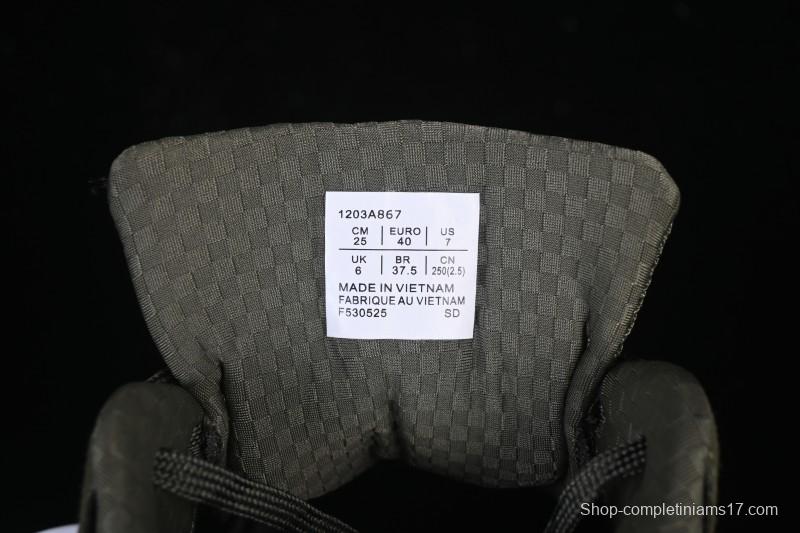 1203A867
CM EURO US
25 40 7
UK BR CN
6 37.5 250(2.5)
MADE IN VIETNAM
FABRIQUE AU VIETNAM
F530525 SD
Shop-completiniams17.com